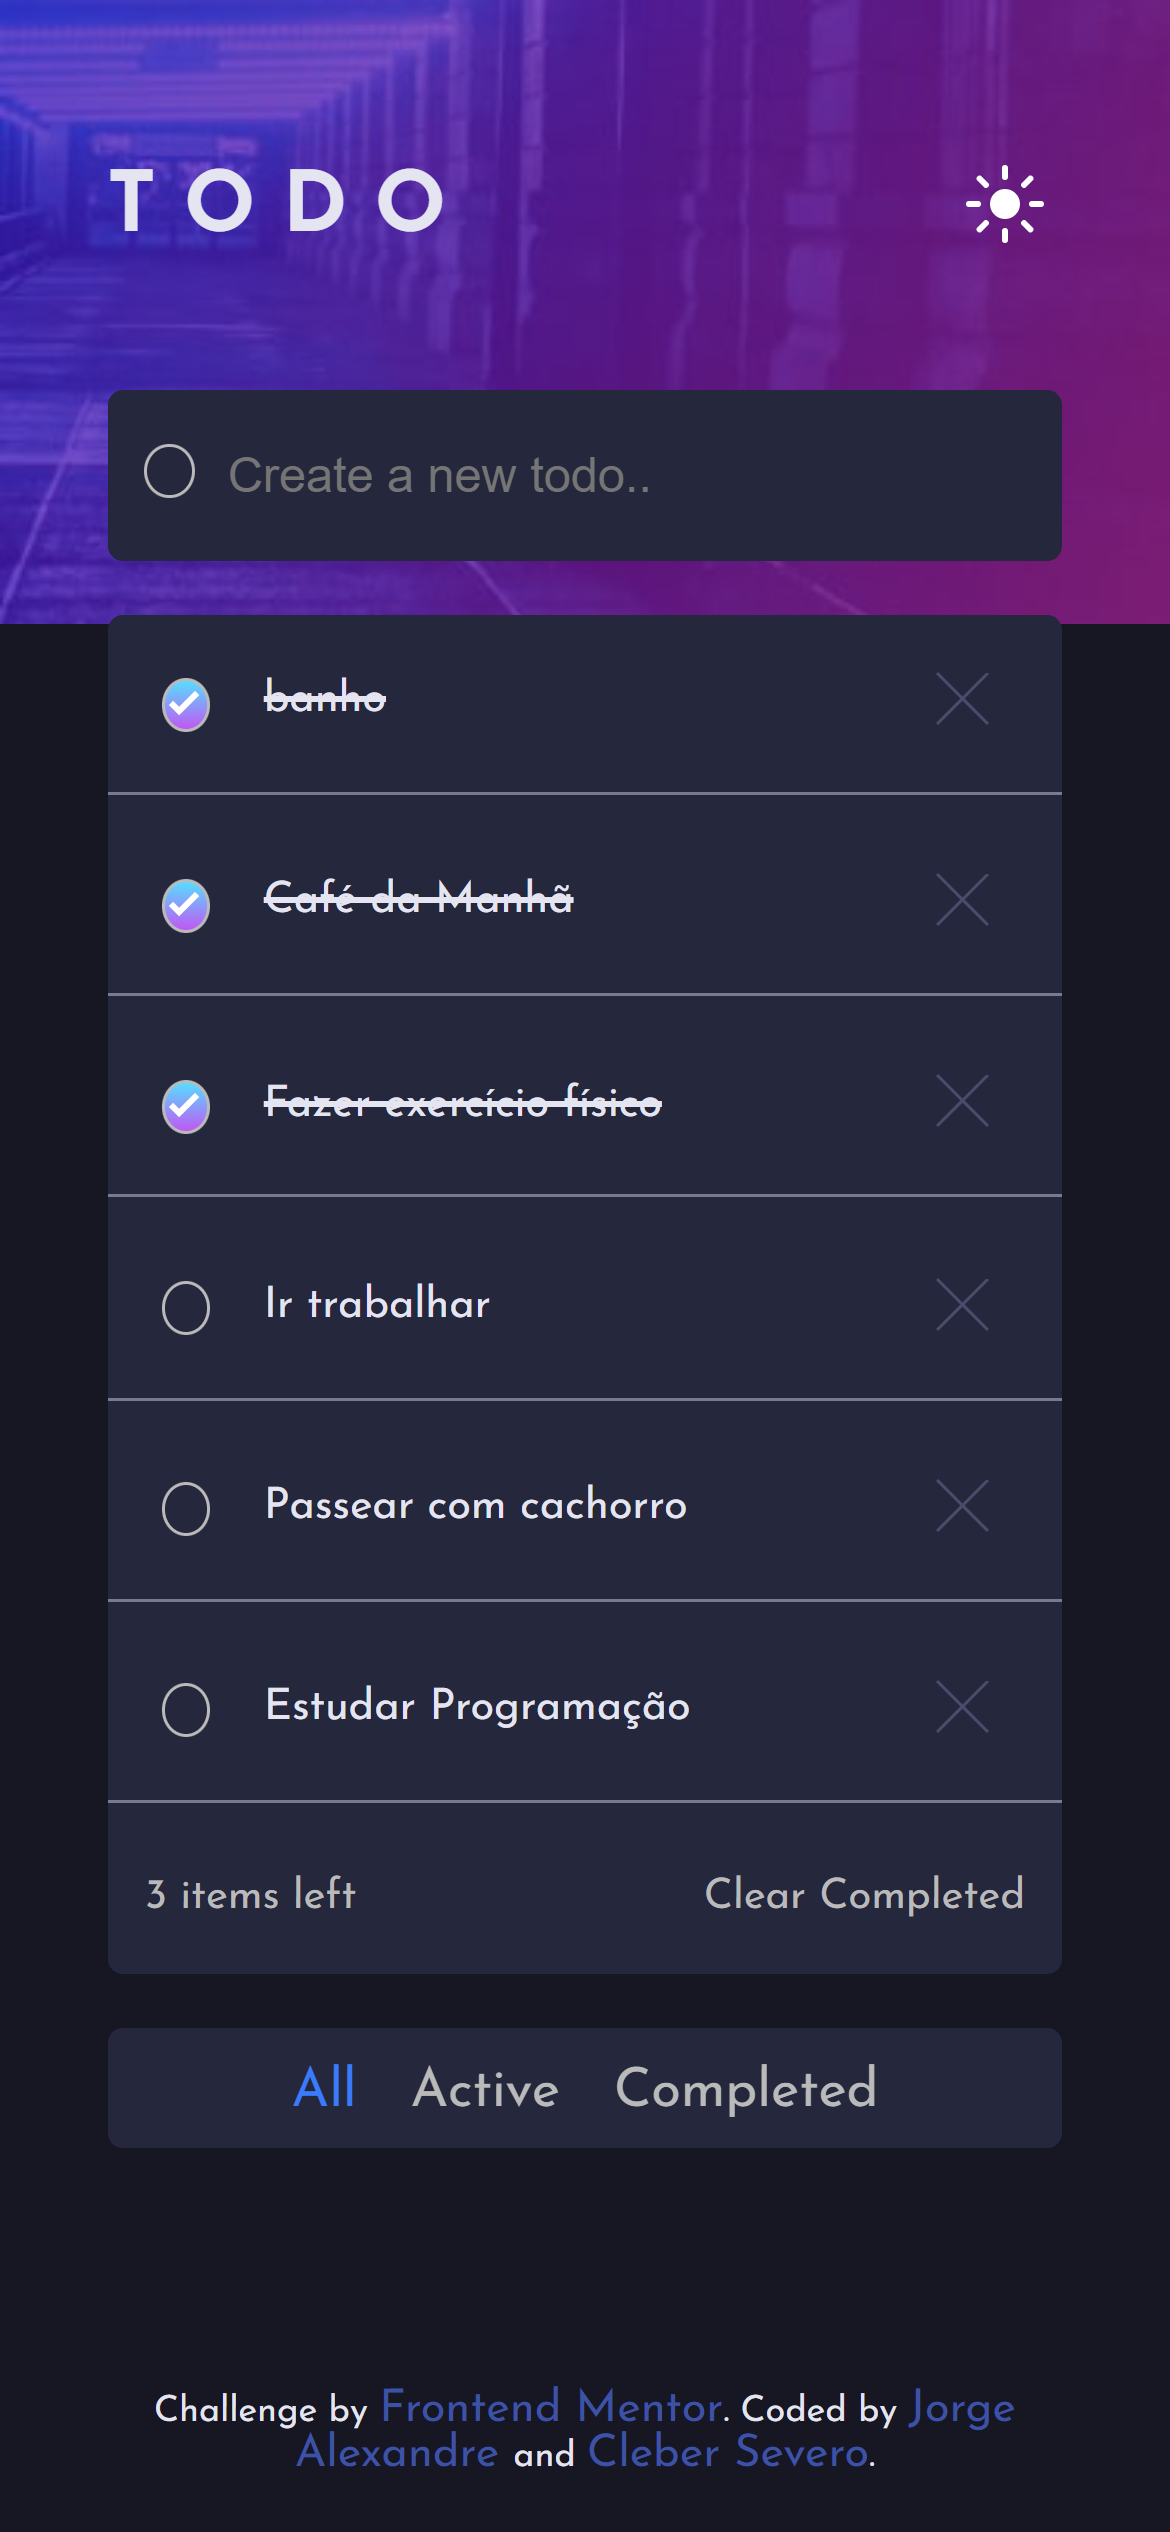 TODO
Create a new todo..
banho
Café da Manhã
Fazer exercício físico
Ir trabalhar
Passear com cachorro
Estudar Programação
3 items left
Clear Completed
All
Active
Completed
Challenge by Frontend Mentor. Coded by Jorge
Alexandre and Cleber Severo.